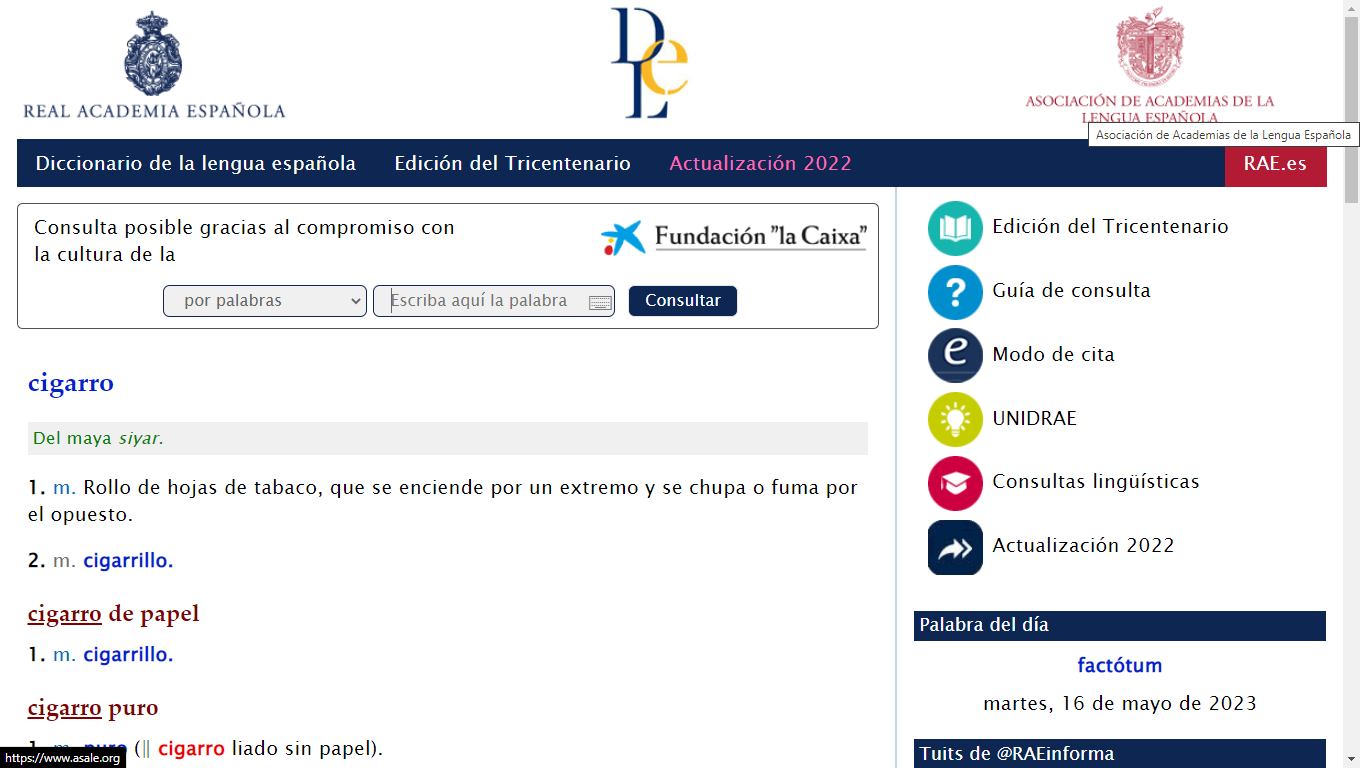 REAL ACADEMIA ESPAÑOLA
DLe
ASOCIACIÓN DE ACADEMIAS DE LA
LENGUA ESPAÑOLA
Asociación de Academias de la Lengua Española
Diccionario de la lengua española
Edición del Tricentenario
Actualización 2022
RAE.es
Consulta posible gracias al compromiso con
la cultura de la
Fundación "la Caixa"
por palabras
Escriba aquí la palabra
Consultar
cigarro
Del maya siyar.
1. m. Rollo de hojas de tabaco, que se enciende por un extremo y se chupa o fuma por
el opuesto.
2. m. cigarrillo.
cigarro de papel
1. m. cigarrillo.
cigarro puro
1. m. puro (‖ cigarro liado sin papel).
https://www.asale.org
Edición del Tricentenario
? Guía de consulta
e Modo de cita
UNIDRAE
Consultas lingüísticas
Actualización 2022
Palabra del día
factótum
martes, 16 de mayo de 2023
Tuits de @RAEinforma